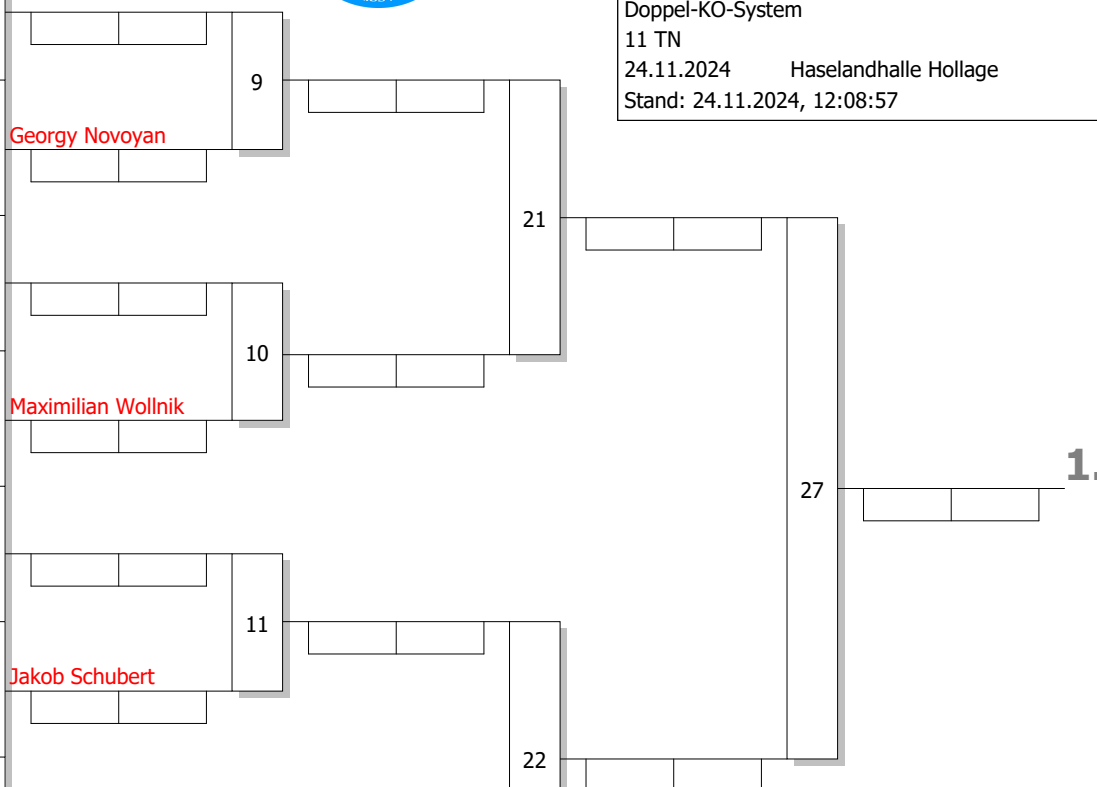 Doppel-KO-System
11 TN
24.11.2024 Haselandhalle Hollage
Stand: 24.11.2024, 12:08:57
9
Georgy Novoyan
21
10
Maximilian Wollnik
1.
27
11
Jakob Schubert
22